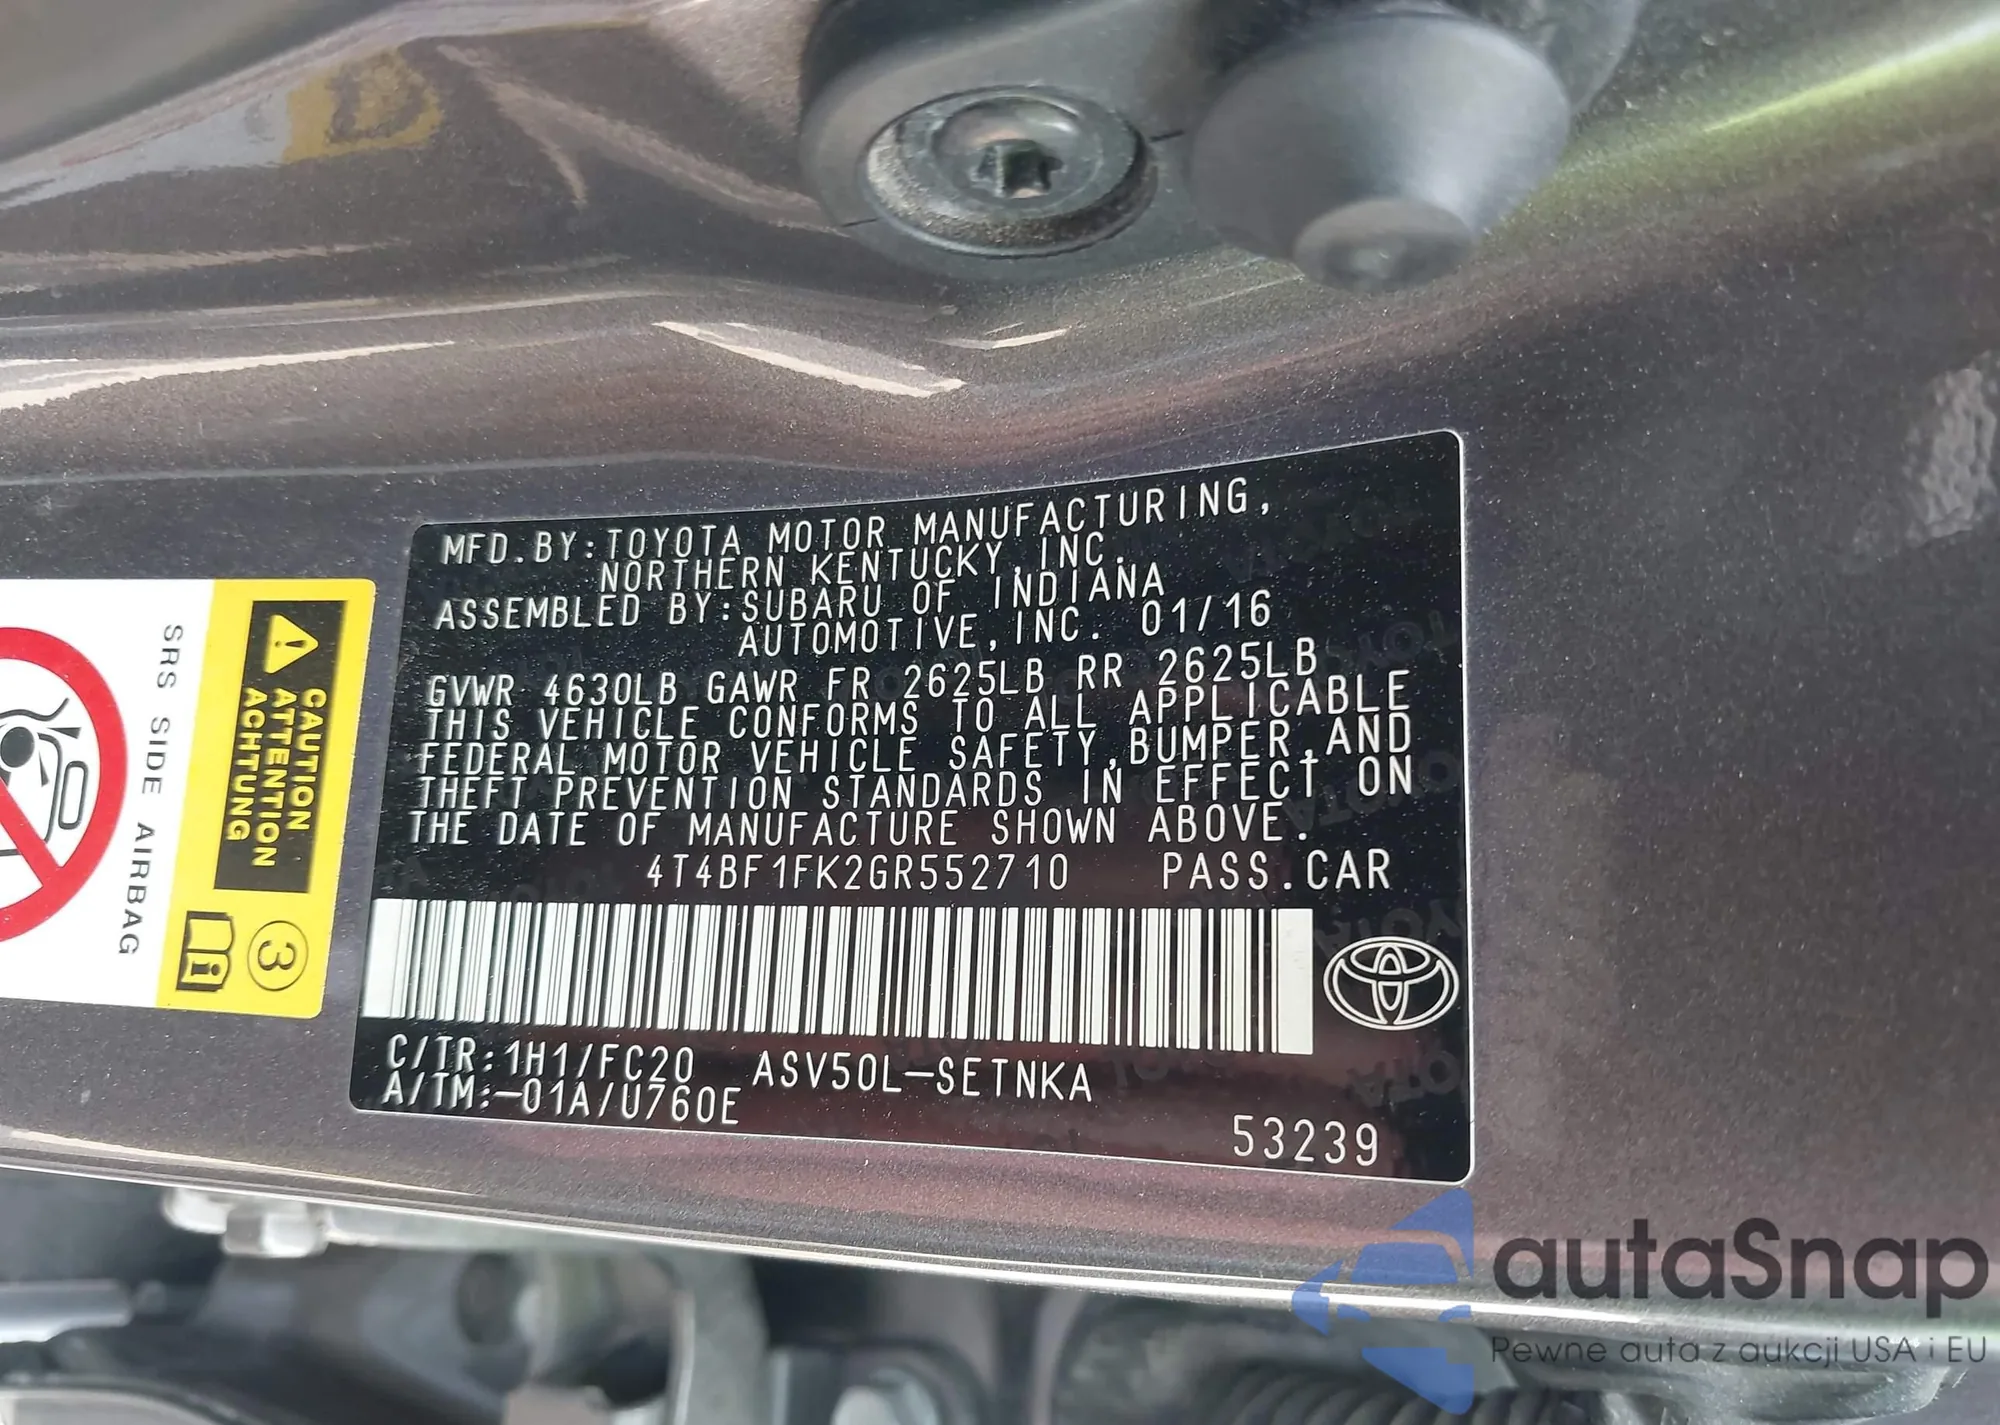 MFD.BY:TOYOTA MOTOR MANUFACTURING,
NORTHERN KENTUCKY,INC.
ASSEMBLED BY:SUBARU OF INDIANA
AUTOMOTIVE,INC. 01/16
GVWR 4630LB GAWR FR 2625LB RR 2625LB
THIS VEHICLE CONFORMS TO ALL APPLICABLE
FEDERAL MOTOR VEHICLE SAFETY,BUMPER,AND
THEFT PREVENTION STANDARDS IN EFFECT ON
THE DATE OF MANUFACTURE SHOWN ABOVE.
4T4BF1FK2GR552710 PASS.CAR
C/TR:1H1/FC20 ASV50L-SETNKA
A/TM:-01A/U760E
53239
CAUTION
ATTENTION
ACHTUNG
3
SRS SIDE AIRBAG
autaSnap
Pewne auta z aukcji USA i EU